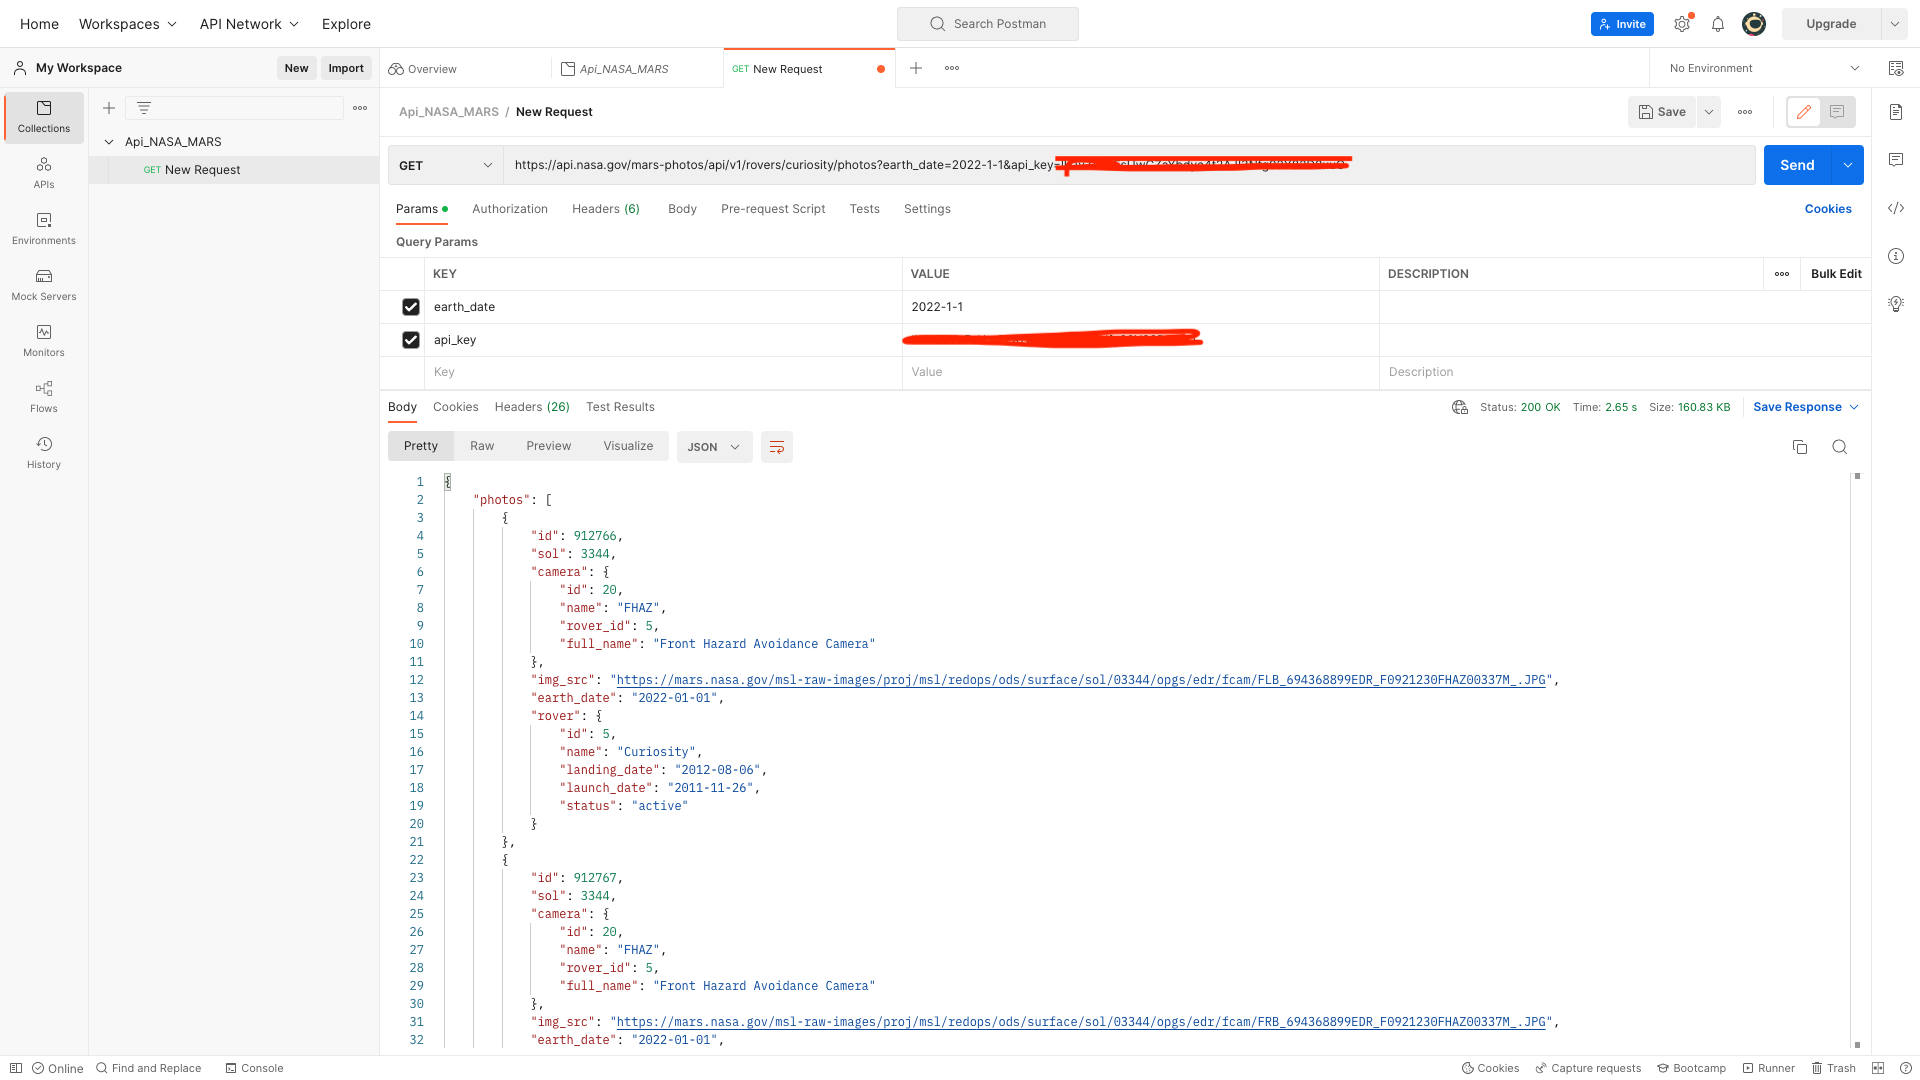 Home Workspaces API Network Explore Search Postman Invite Upgrade
My Workspace New Import Overview Api_NASA_MARS GET New Request No Environment
Collections
APIs
Environments
Mock Servers
Monitors
Flows
History
Api_NASA_MARS
GET New Request
Api_NASA_MARS / New Request Save
GET https://api.nasa.gov/mars-photos/api/v1/rovers/curiosity/photos?earth_date=2022-1-1&api_key= Send
Params Authorization Headers (6) Body Pre-request Script Tests Settings Cookies
Query Params
KEY VALUE DESCRIPTION Bulk Edit
earth_date 2022-1-1
api_key
Key Value Description
Body Cookies Headers (26) Test Results Status: 200 OK Time: 2.65 s Size: 160.83 KB Save Response
Pretty Raw Preview Visualize JSON
1 {
2 "photos": [
3 {
4 "id": 912766,
5 "sol": 3344,
6 "camera": {
7 "id": 20,
8 "name": "FHAZ",
9 "rover_id": 5,
10 "full_name": "Front Hazard Avoidance Camera"
11 },
12 "img_src": "https://mars.nasa.gov/msl-raw-images/proj/msl/redops/ods/surface/sol/03344/opgs/edr/fcam/FLB_694368899EDR_F0921230FHAZ00337M_.JPG",
13 "earth_date": "2022-01-01",
14 "rover": {
15 "id": 5,
16 "name": "Curiosity",
17 "landing_date": "2012-08-06",
18 "launch_date": "2011-11-26",
19 "status": "active"
20 }
21 },
22 {
23 "id": 912767,
24 "sol": 3344,
25 "camera": {
26 "id": 20,
27 "name": "FHAZ",
28 "rover_id": 5,
29 "full_name": "Front Hazard Avoidance Camera"
30 },
31 "img_src": "https://mars.nasa.gov/msl-raw-images/proj/msl/redops/ods/surface/sol/03344/opgs/edr/fcam/FRB_694368899EDR_F0921230FHAZ00337M_.JPG",
32 "earth_date": "2022-01-01",
Online Find and Replace Console Cookies Capture requests Bootcamp Runner Trash